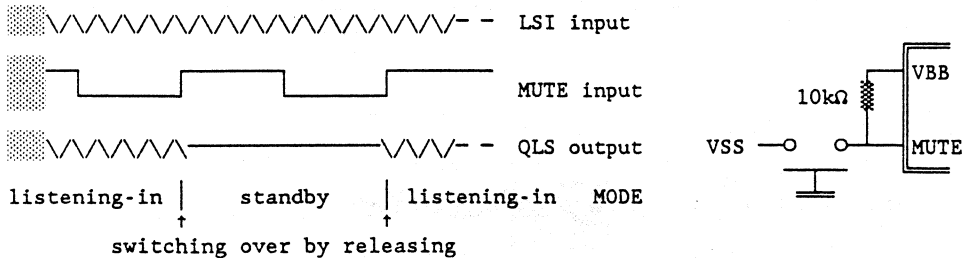 LSI input
MUTE input
QLS output
listening-in standby listening-in MODE
switching over by releasing
VBB
10kΩ
VSS
MUTE